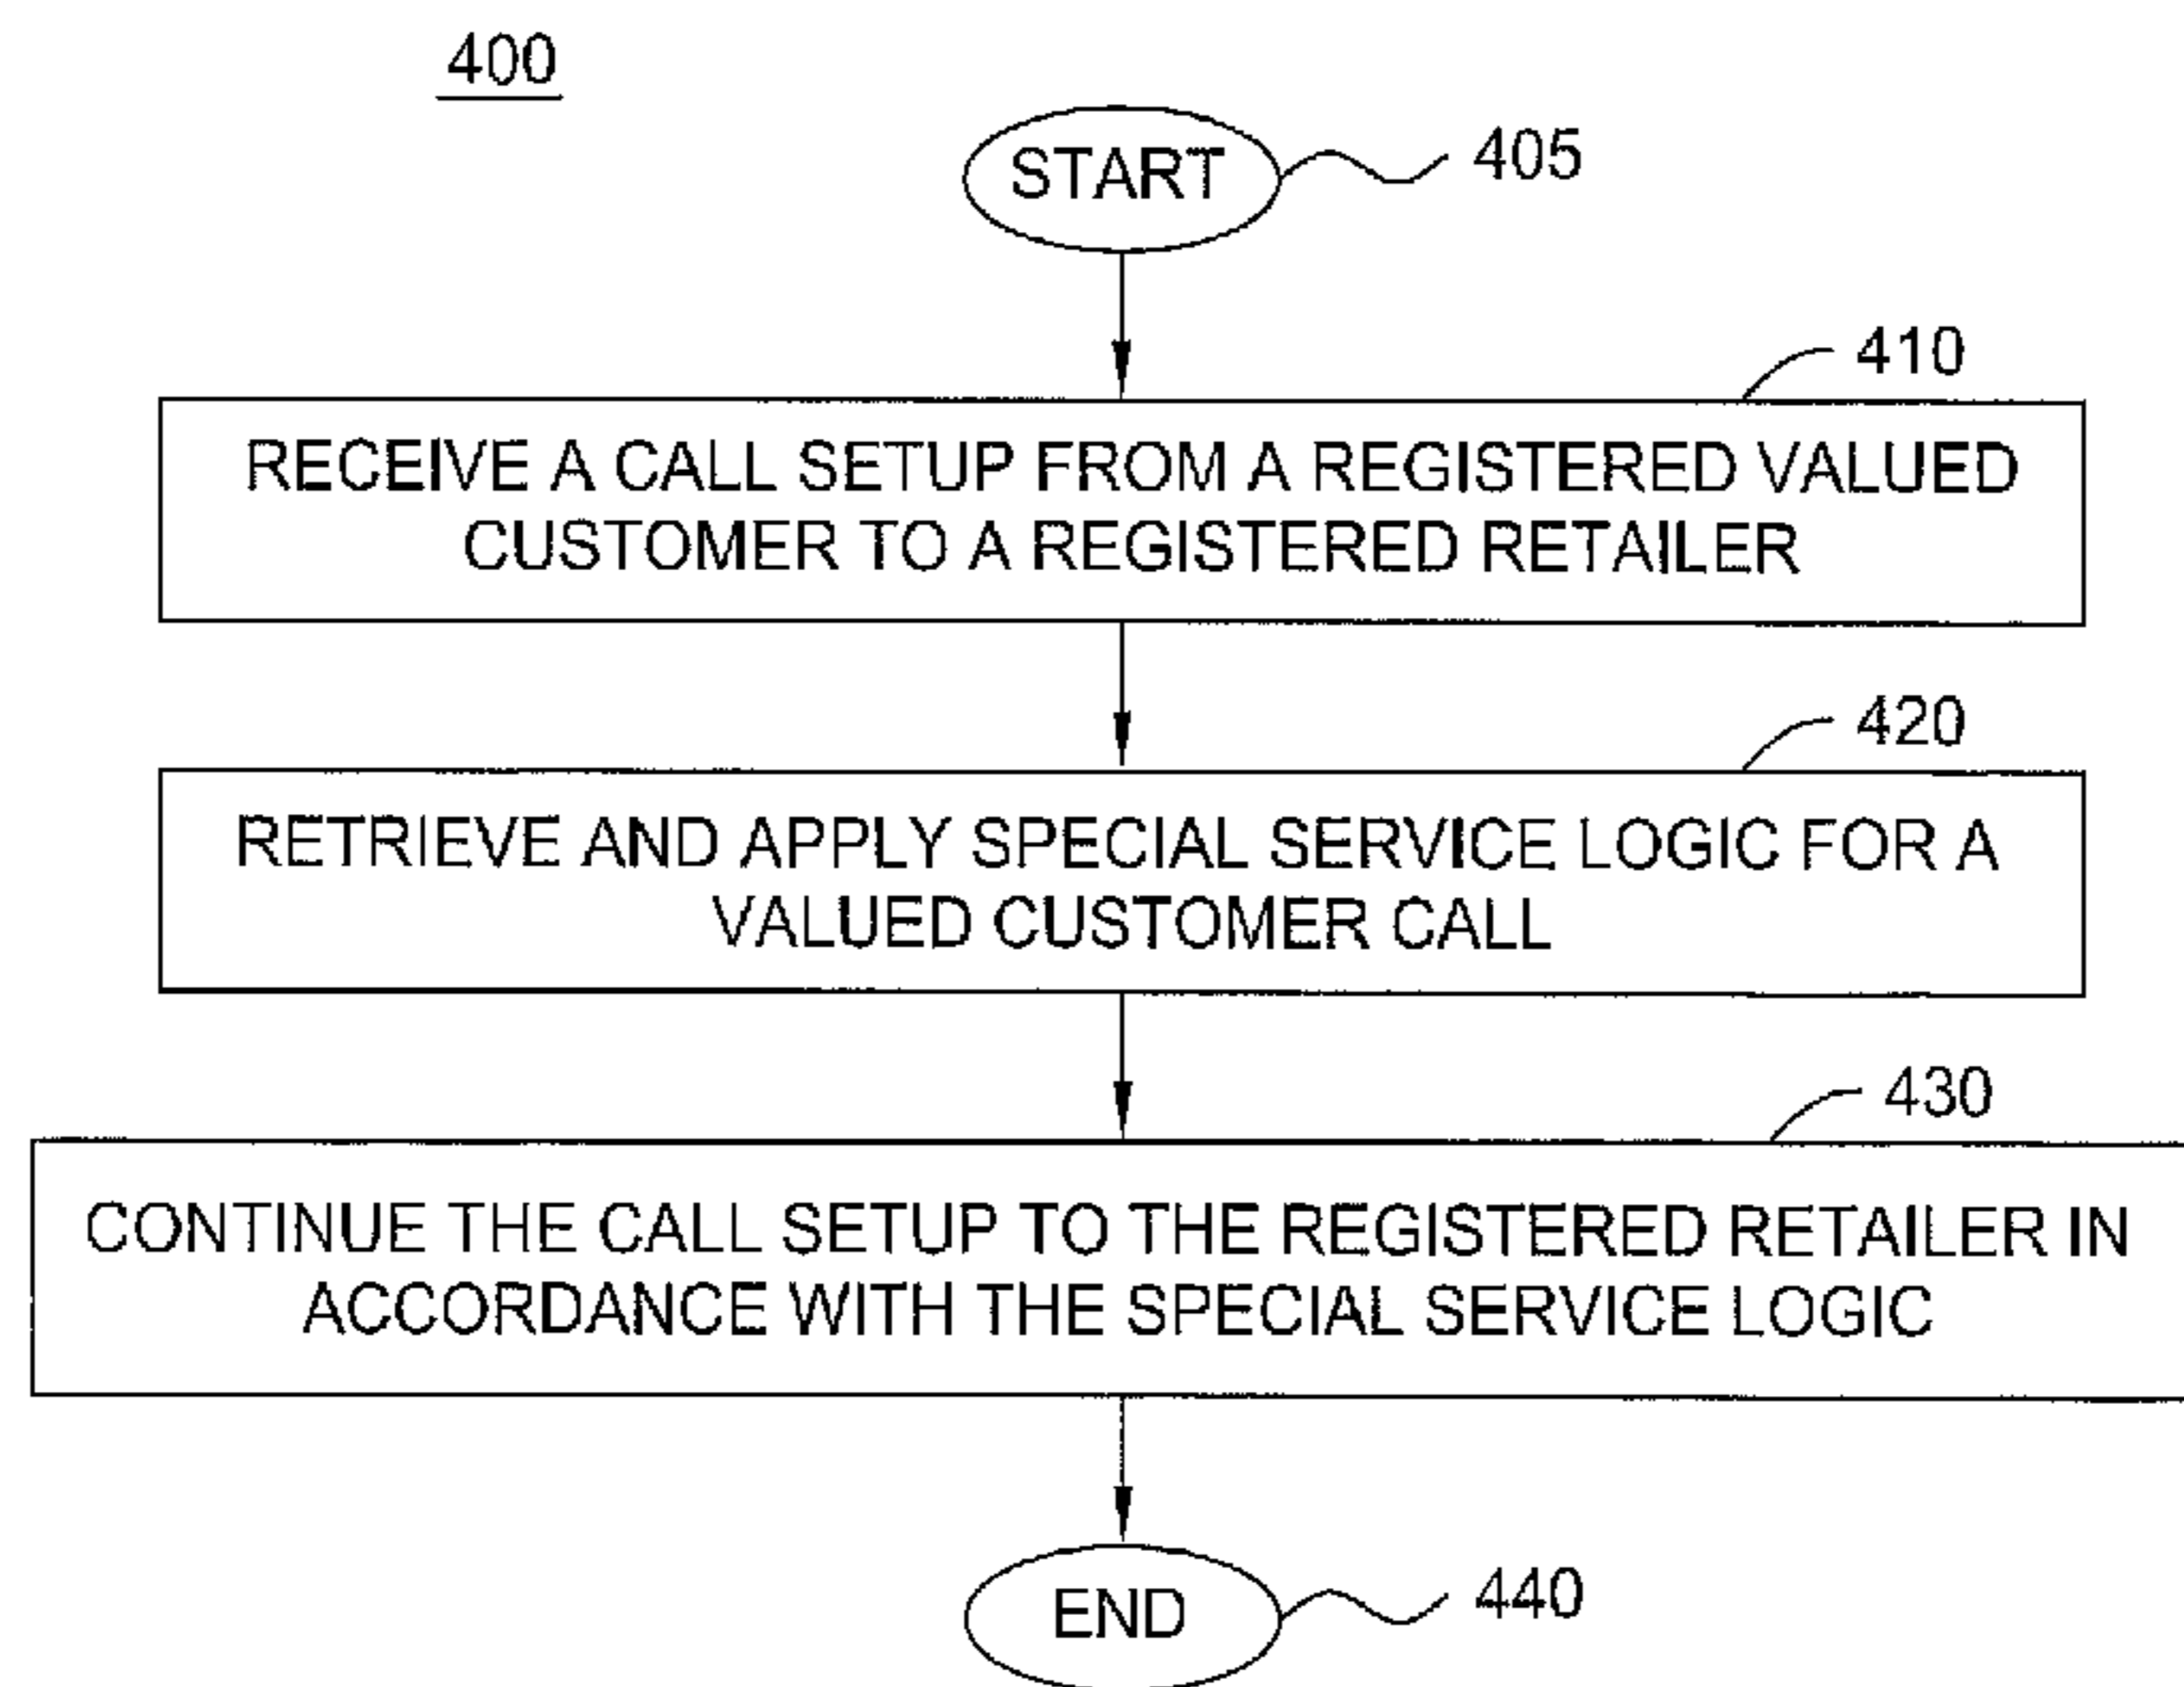 400
START
405
410
RECEIVE A CALL SETUP FROM A REGISTERED VALUED
CUSTOMER TO A REGISTERED RETAILER
420
RETRIEVE AND APPLY SPECIAL SERVICE LOGIC FOR A
VALUED CUSTOMER CALL
430
CONTINUE THE CALL SETUP TO THE REGISTERED RETAILER IN
ACCORDANCE WITH THE SPECIAL SERVICE LOGIC
END
440